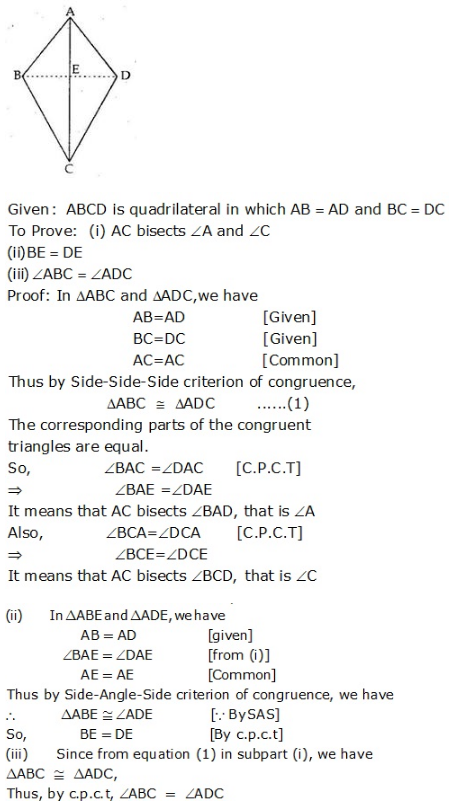 A
B
E
D
C
Given: ABCD is quadrilateral in which AB = AD and BC = DC
To Prove: (i) AC bisects ∠A and ∠C
(ii) BE = DE
(iii) ∠ABC = ∠ADC
Proof: In ΔABC and ΔADC,we have
AB=AD [Given]
BC=DC [Given]
AC=AC [Common]
Thus by Side-Side-Side criterion of congruence,
ΔABC ≅ ΔADC ......(1)
The corresponding parts of the congruent
triangles are equal.
So, ∠BAC =∠DAC [C.P.C.T]
⇒ ∠BAE =∠DAE
It means that AC bisects ∠BAD, that is ∠A
Also, ∠BCA=∠DCA [C.P.C.T]
⇒ ∠BCE=∠DCE
It means that AC bisects ∠BCD, that is ∠C
(ii) In ΔABE and ΔADE, we have
AB = AD [given]
∠BAE = ∠DAE [from (i)]
AE = AE [Common]
Thus by Side-Angle-Side criterion of congruence, we have
∴ ΔABE ≅ ∠ADE [∵ By SAS]
So, BE = DE [By c.p.c.t]
(iii) Since from equation (1) in subpart (i), we have
ΔABC ≅ ΔADC,
Thus, by c.p.c.t, ∠ABC = ∠ADC